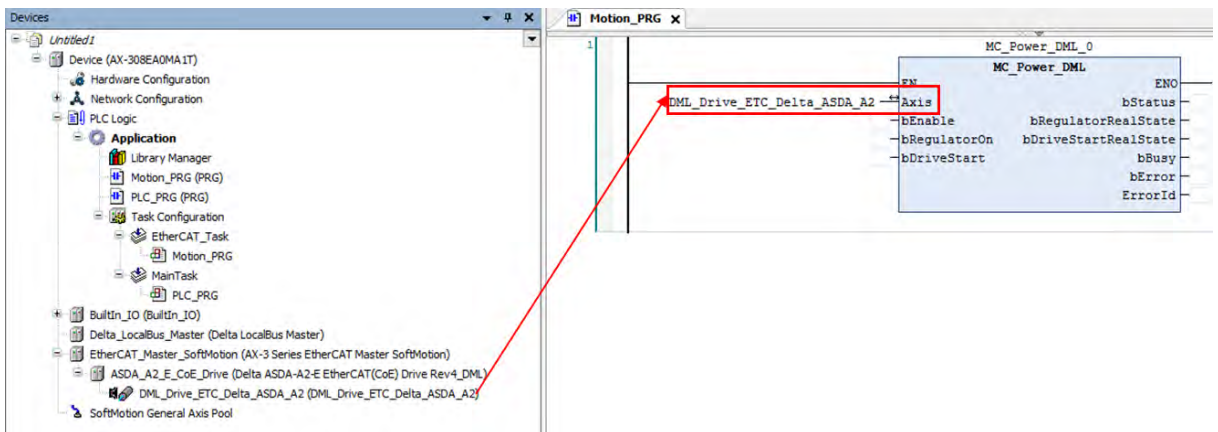 Devices
Untitled1
Device (AX-308EA0MA1T)
Hardware Configuration
Network Configuration
PLC Logic
Application
Library Manager
Motion_PRG (PRG)
PLC_PRG (PRG)
Task Configuration
EtherCAT_Task
Motion_PRG
MainTask
PLC_PRG
BuiltIn_IO (BuiltIn_IO)
Delta_LocalBus_Master (Delta LocalBus Master)
EtherCAT_Master_SoftMotion (AX-3 Series EtherCAT Master SoftMotion)
ASDA_A2_E_CoE_Drive (Delta ASDA-A2-E EtherCAT(CoE) Drive Rev4_DML)
DML_Drive_ETC_Delta_ASDA_A2 (DML_Drive_ETC_Delta_ASDA_A2)
SoftMotion General Axis Pool
Motion_PRG X
1
MC_Power_DML_0
MC_Power_DML
EN ENO
DML_Drive_ETC_Delta_ASDA_A2 Axis bStatus
bEnable bRegulatorRealState
bRegulatorOn bDriveStartRealState
bDriveStart bBusy
bError
ErrorId